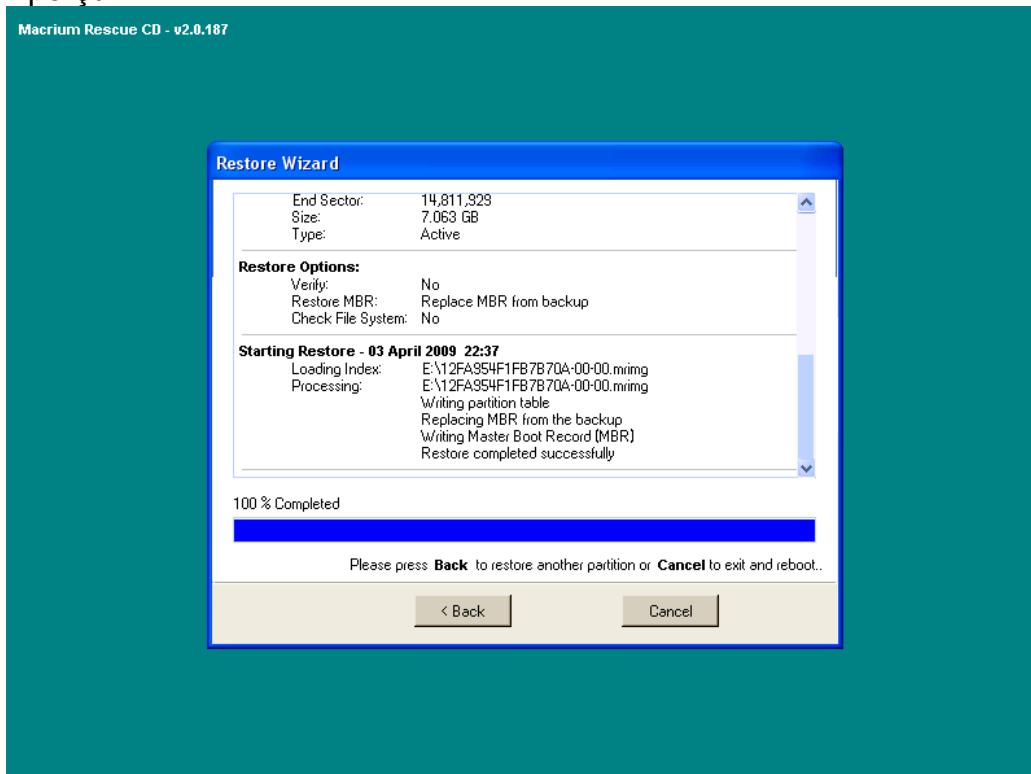 Macrium Rescue CD - v2.0.187
Restore Wizard
End Sector: 14,811,929
Size: 7.063 GB
Type: Active
Restore Options:
Verify: No
Restore MBR: Replace MBR from backup
Check File System: No
Starting Restore - 03 April 2009 22:37
Loading Index: E:\12FA954F1FB7B70A-00-00.mrimg
Processing: E:\12FA954F1FB7B70A-00-00.mrimg
Writing partition table
Replacing MBR from the backup
Writing Master Boot Record (MBR)
Restore completed successfully
100 % Completed
Please press Back to restore another partition or Cancel to exit and reboot..
< Back Cancel